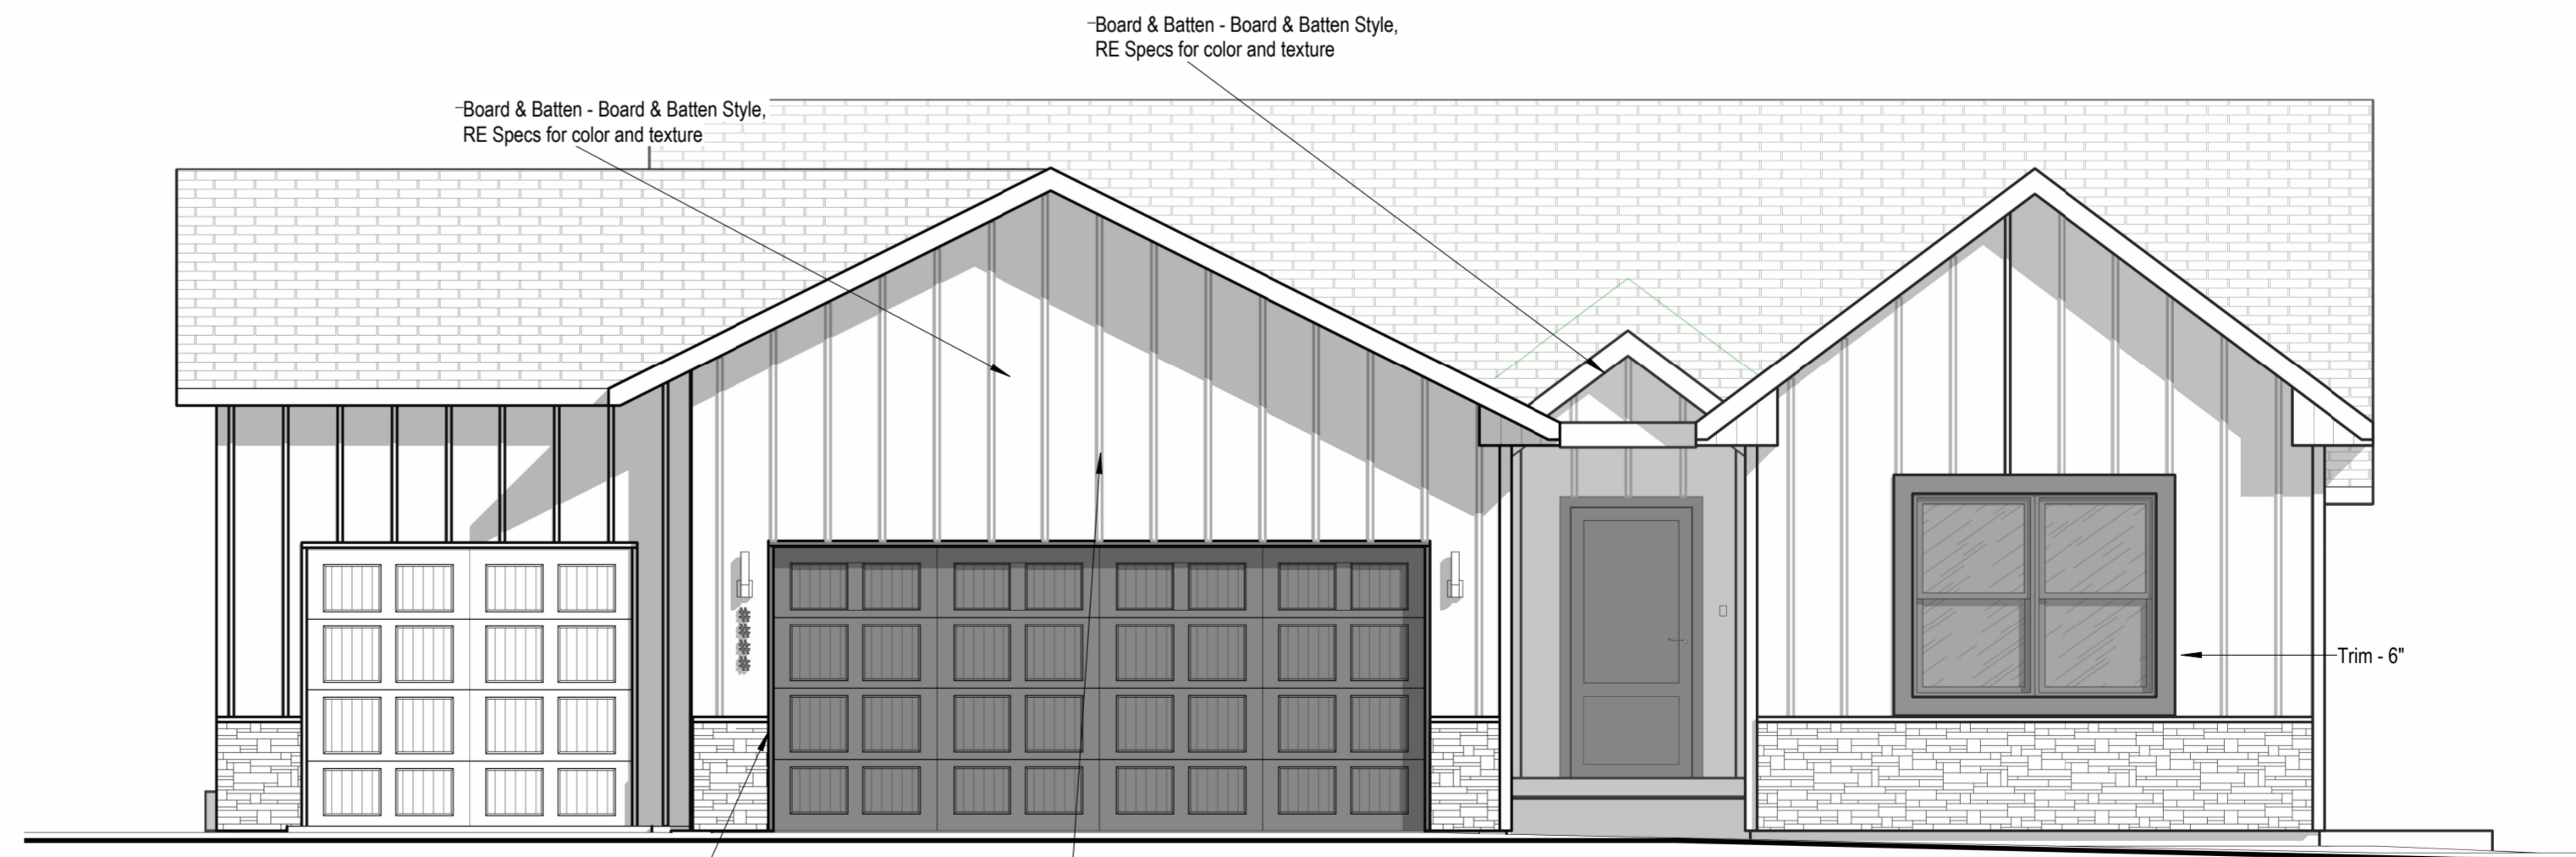 Board & Batten - Board & Batten Style,
RE Specs for color and texture
Board & Batten - Board & Batten Style,
RE Specs for color and texture
Trim - 6"
####